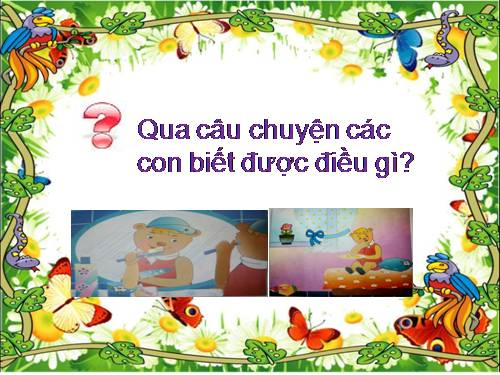 Qua câu chuyện các
con biết được điều gì?